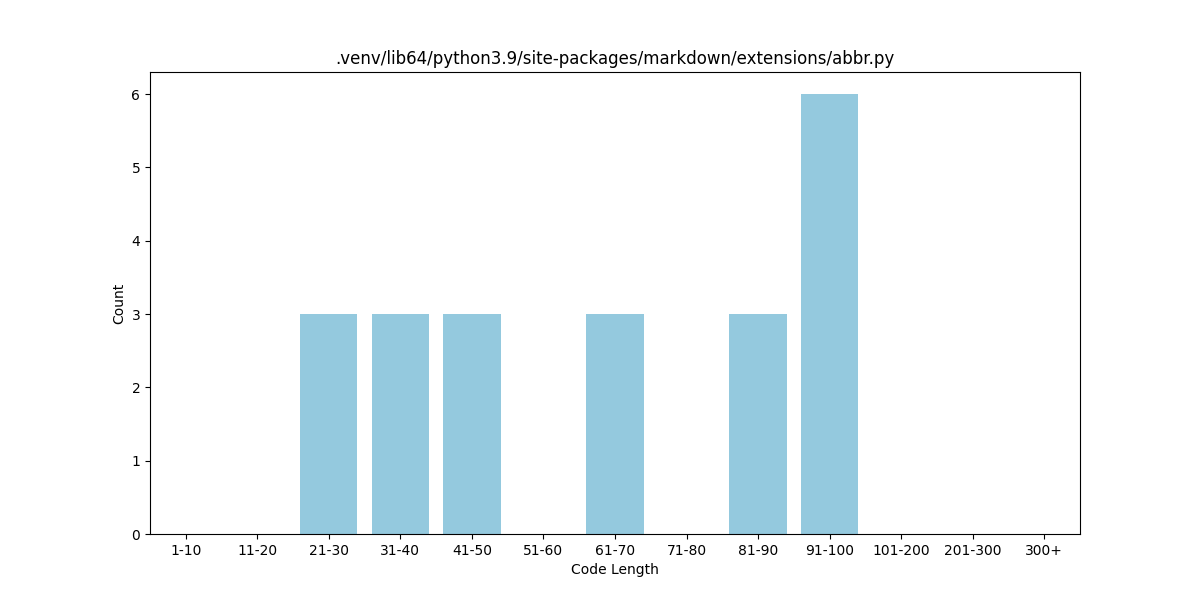 .venv/lib64/python3.9/site-packages/markdown/extensions/abbr.py
6
5
4
3
2
1
0
Count
1-10 11-20 21-30 31-40 41-50 51-60 61-70 71-80 81-90 91-100 101-200 201-300 300+
Code Length